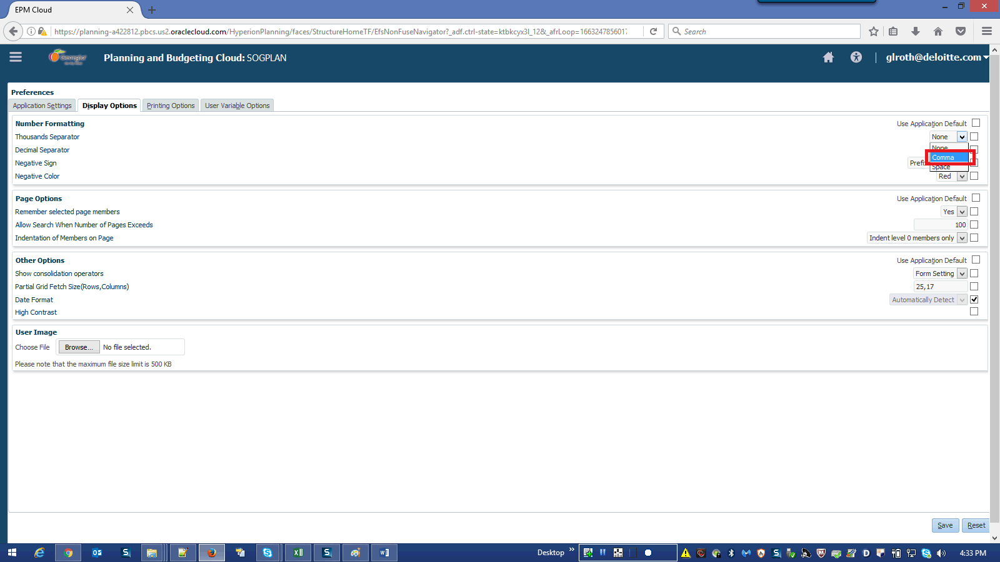 EPM Cloud
https://planning-a422812.pbcs.us2.oraclecloud.com/HyperionPlanning/faces/StructureHomeTF/EfsNonFuseNavigator?_adf.ctrl-state=ktbkcyx3l_12&_afrLoop=1663247856017
Search
Georgia
Planning and Budgeting Cloud: SOGPLAN
glroth@deloitte.com
Preferences
Application Settings
Display Options
Printing Options
User Variable Options
Number Formatting
Use Application Default
Thousands Separator
None
Decimal Separator
None
Comma
Space
Negative Sign
Negative Color
Red
Page Options
Use Application Default
Remember selected page members
Yes
Allow Search When Number of Pages Exceeds
100
Indentation of Members on Page
Indent level 0 members only
Other Options
Use Application Default
Show consolidation operators
Form Setting
Partial Grid Fetch Size(Rows,Columns)
25,17
Date Format
Automatically Detect
High Contrast
User Image
Choose File
Browse...
No file selected.
Please note that the maximum file size limit is 500 KB
Save
Reset
Desktop
4:33 PM